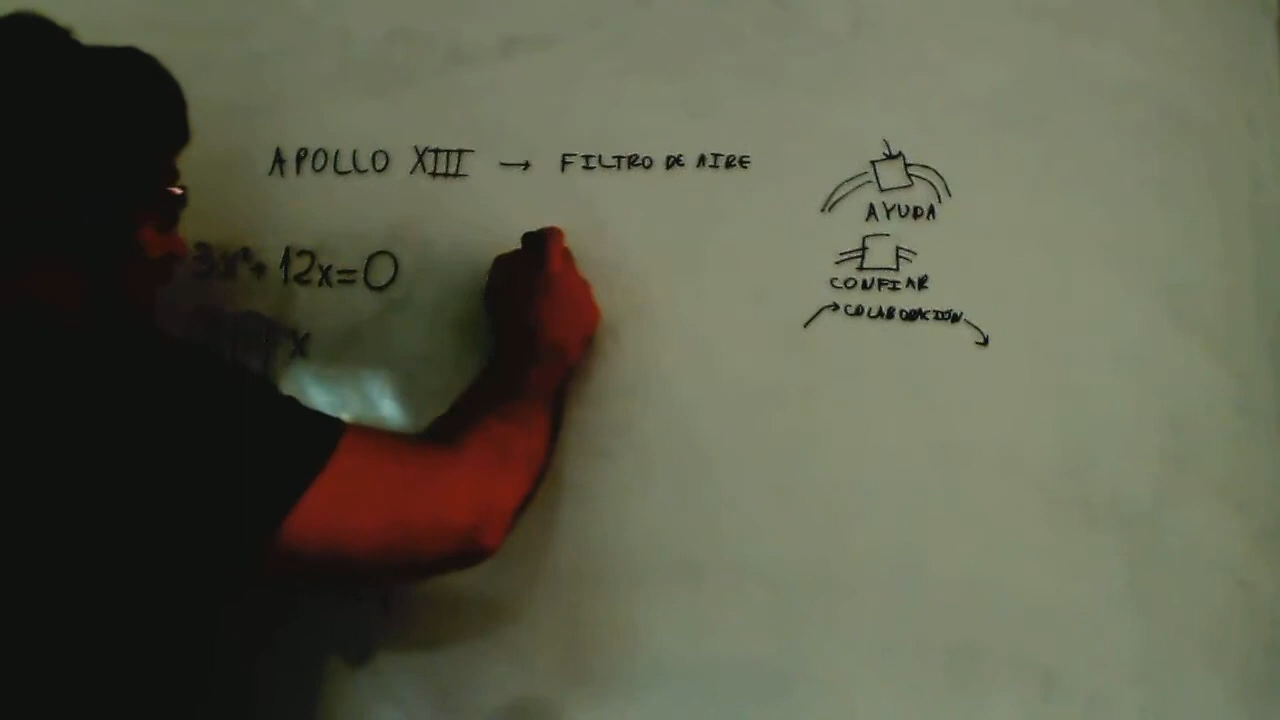 APOLLO XIII → FILTRO DE AIRE
AYUDA
CONFIAR
COLABORACIÓN
3x²+ 12x=0
x